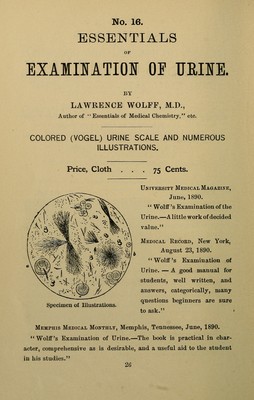 No. 16.
ESSENTIALS
OF
EXAMINATION OF URINE.
BY
LAWRENCE WOLFF, M.D.,
Author of "Essentials of Medical Chemistry," etc.
COLORED (VOGEL) URINE SCALE AND NUMEROUS
ILLUSTRATIONS.
Price, Cloth . . . 75 Cents.
University Medical Magazine,
June, 1890.
"Wolff's Examination of the
Urine.—A little work of decided
value."
Medical Record, New York,
August 23, 1890.
"Wolff's Examination of
Urine. — A good manual for
students, well written, and
answers, categorically, many
questions beginners are sure
to ask."
Specimen of Illustrations.
Memphis Medical Monthly, Memphis, Tennessee, June, 1890.
"Wolff's Examination of Urine.—The book is practical in char-
acter, comprehensive as is desirable, and a useful aid to the student
in his studies."
26